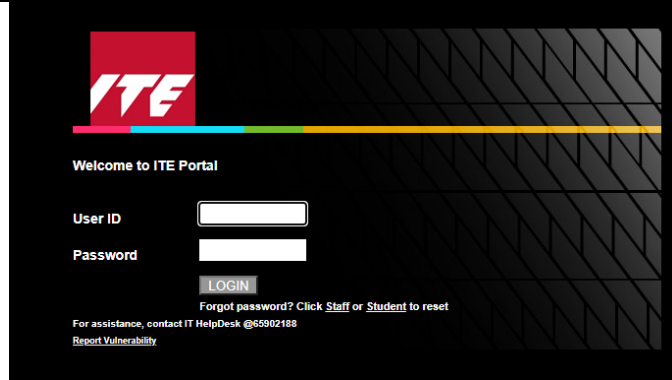 ITE
Welcome to ITE Portal
User ID
Password
LOGIN
Forgot password? Click Staff or Student to reset
For assistance, contact IT HelpDesk @65902188
Report Vulnerability